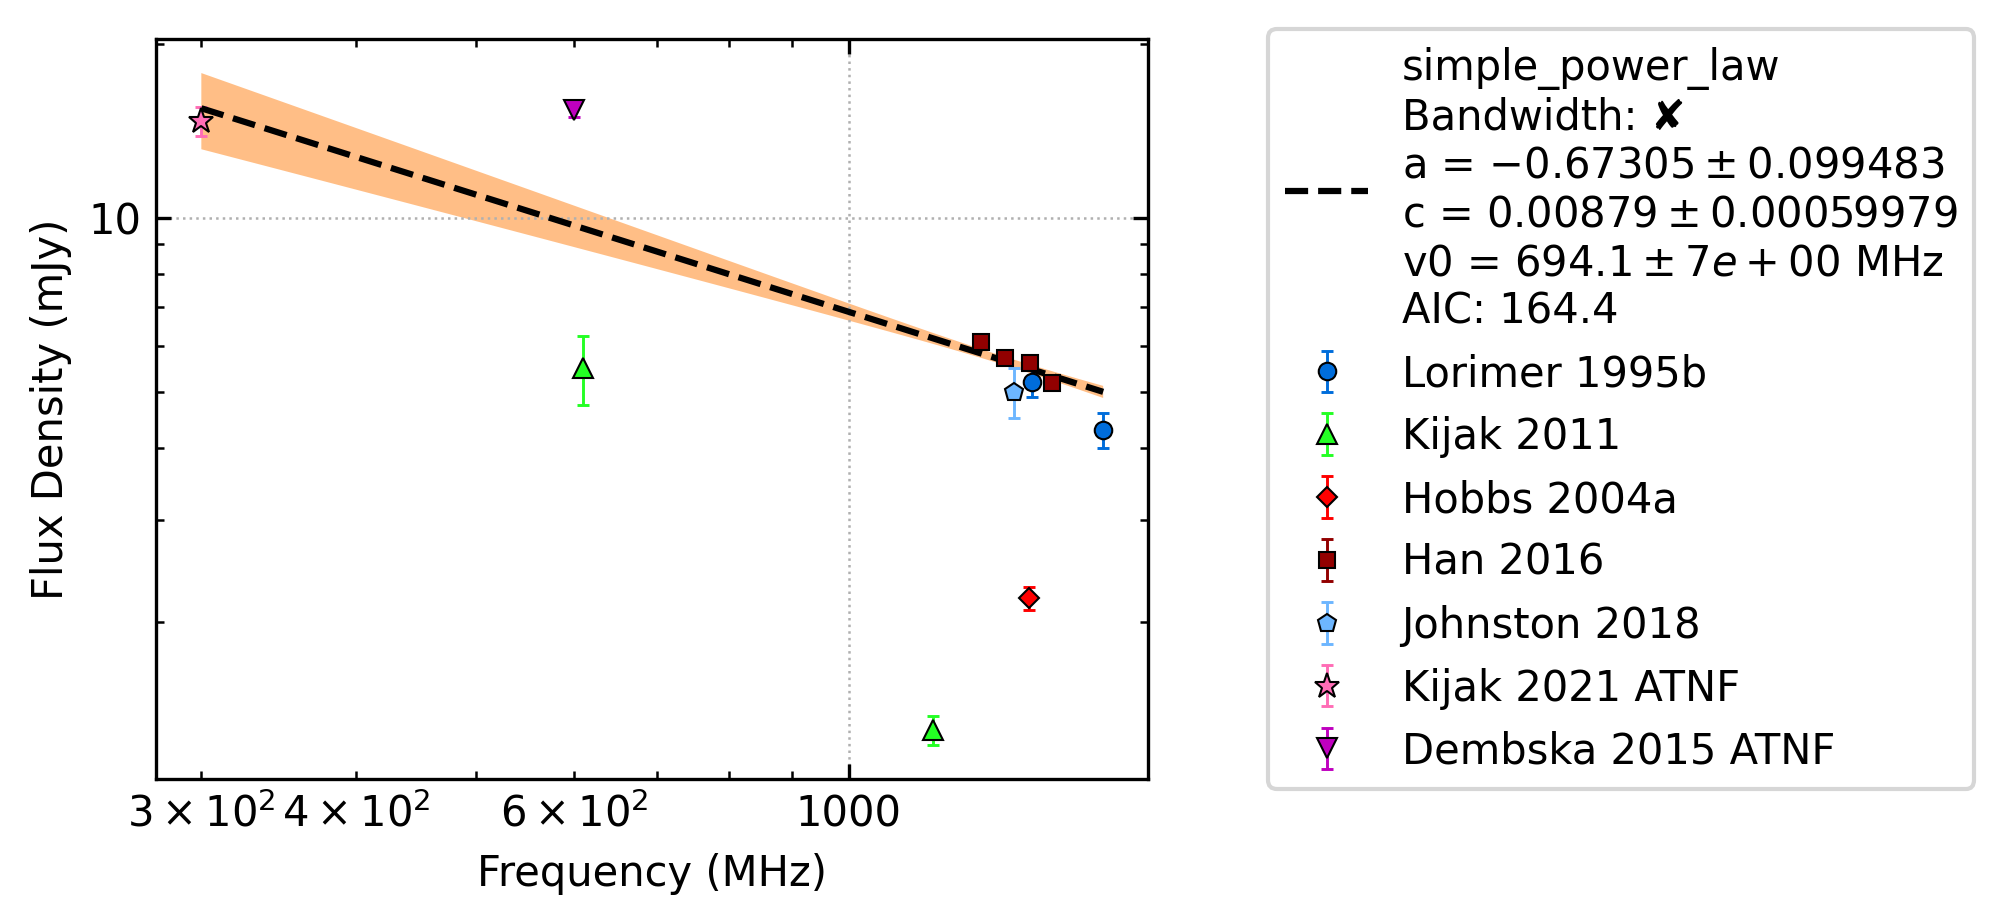 10
Flux Density (mJy)
3 × 10² 4 × 10² 6 × 10² 1000
Frequency (MHz)
simple_power_law
Bandwidth: ✘
a = −0.67305 ± 0.099483
c = 0.00879 ± 0.00059979
v0 = 694.1 ± 7e + 00 MHz
AIC: 164.4
Lorimer 1995b
Kijak 2011
Hobbs 2004a
Han 2016
Johnston 2018
Kijak 2021 ATNF
Dembska 2015 ATNF